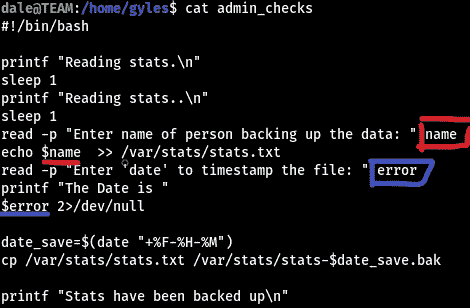 dale@TEAM:/home/gyles$ cat admin_checks
#!/bin/bash
printf "Reading stats.\n"
sleep 1
printf "Reading stats..\n"
sleep 1
read -p "Enter name of person backing up the data: " name
echo $name  >> /var/stats/stats.txt
read -p "Enter 'date' to timestamp the file: " error
printf "The Date is "
$error 2>/dev/null
date_save=$(date "+%F-%H-%M")
cp /var/stats/stats.txt /var/stats/stats-$date_save.bak
printf "Stats have been backed up\n"